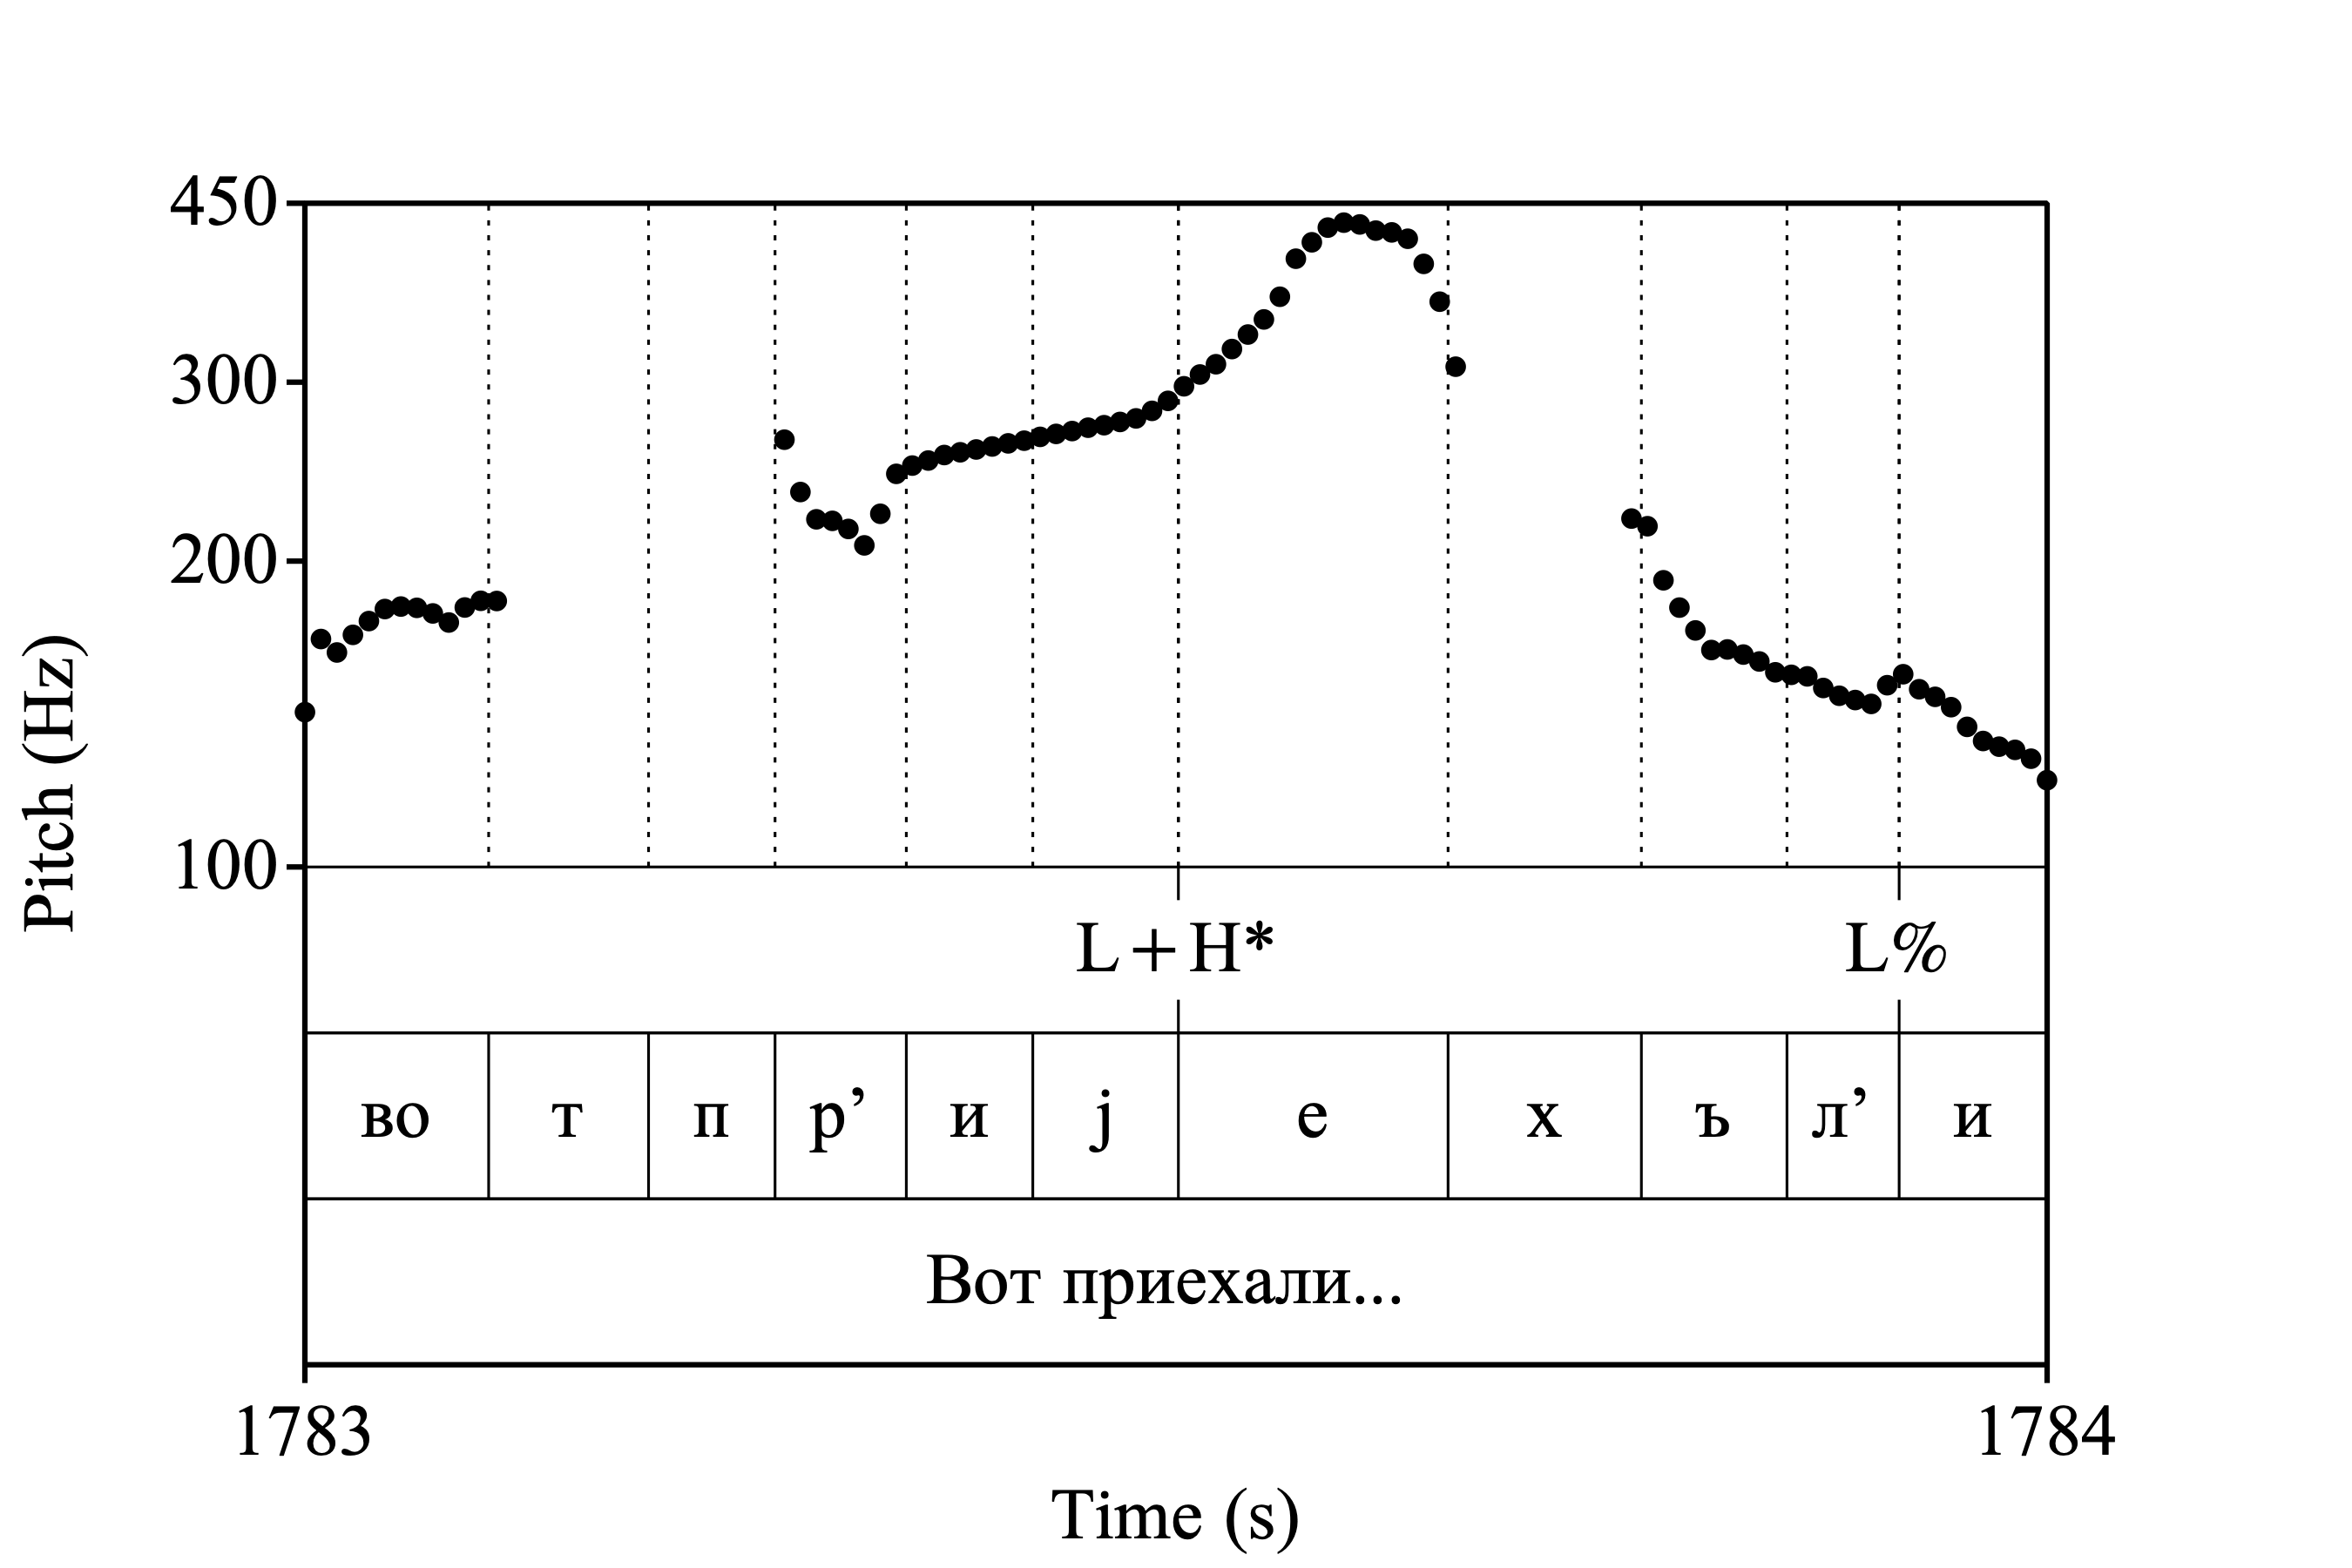 450
300
200
100
Pitch (Hz)
L+H* L%
во т п р’ и j е х ъ л’ и
Вот приехали...
1783 1784
Time (s)